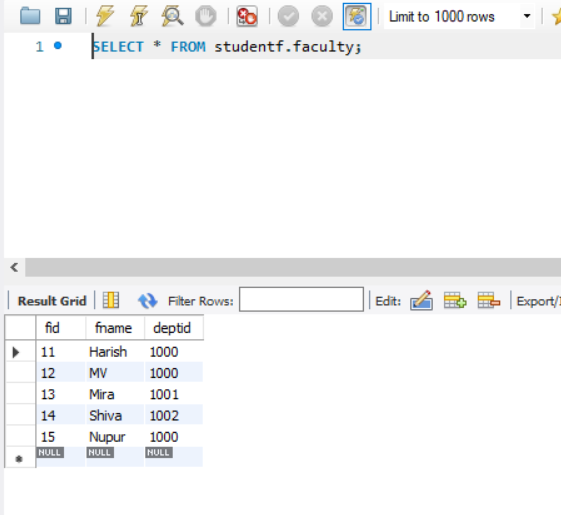 Limit to 1000 rows
1 SELECT * FROM studentf.faculty;
Result Grid Filter Rows: Edit: Export/
fid fname deptid
11 Harish 1000
12 MV 1000
13 Mira 1001
14 Shiva 1002
15 Nupur 1000
NULL NULL NULL